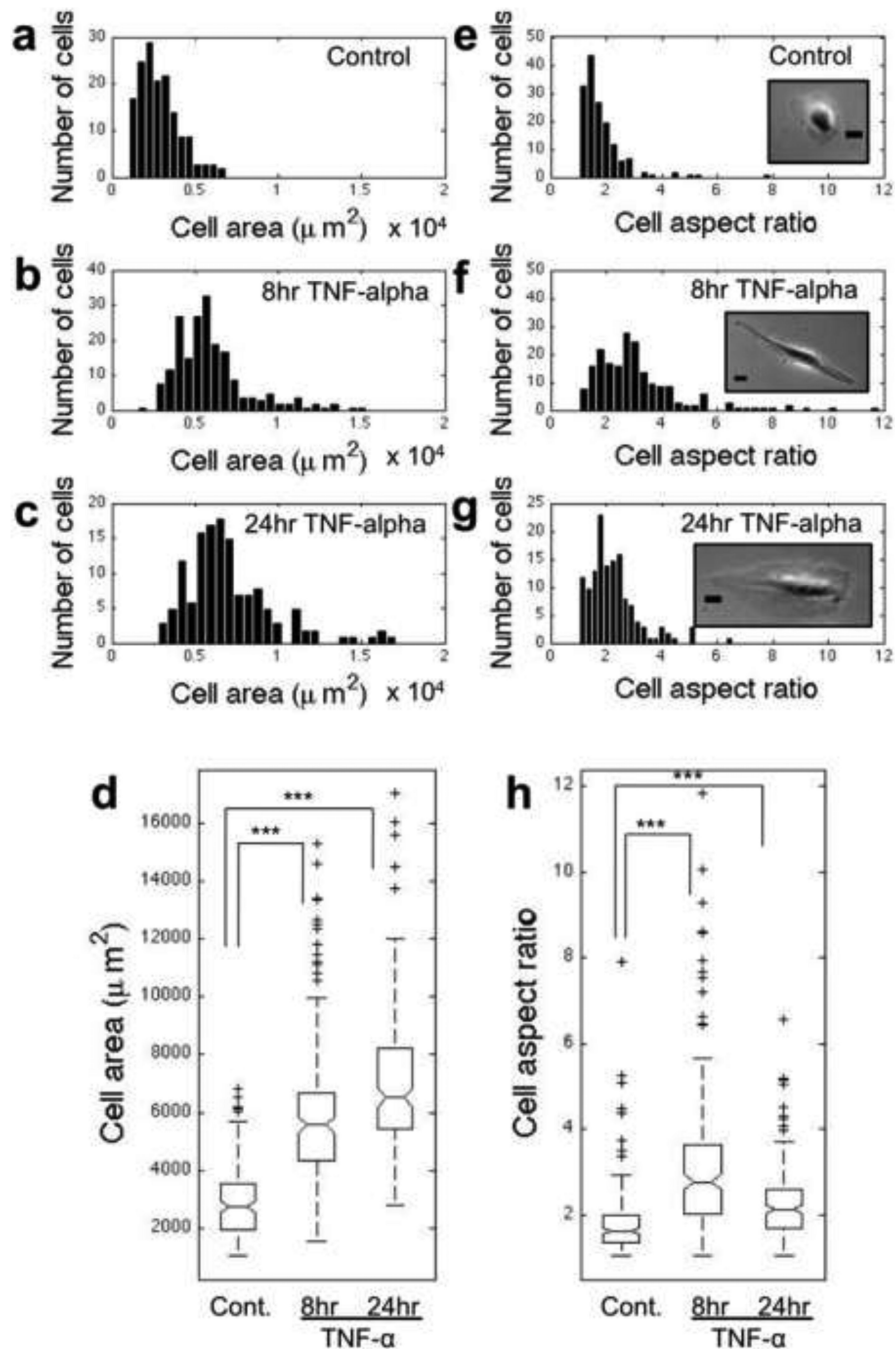 a
30
20
10
0
Number of cells
Control
0 0.5 1 1.5 2
Cell area (μ m²) x 10⁴
e
50
40
30
20
10
0
Number of cells
Control
0 2 4 6 8 10 12
Cell aspect ratio
b
40
30
20
10
0
Number of cells
8hr TNF-alpha
0 0.5 1 1.5 2
Cell area (μ m²) x 10⁴
f
50
40
30
20
10
0
Number of cells
8hr TNF-alpha
0 2 4 6 8 10 12
Cell aspect ratio
c
20
15
10
5
0
Number of cells
24hr TNF-alpha
0 0.5 1 1.5 2
Cell area (μ m²) x 10⁴
g
25
20
15
10
5
0
Number of cells
24hr TNF-alpha
0 2 4 6 8 10 12
Cell aspect ratio
d
16000
14000
12000
10000
8000
6000
4000
2000
Cell area (μ m²)
***
***
Cont. 8hr 24hr
TNF-α
h
12
10
8
6
4
2
Cell aspect ratio
***
***
Cont. 8hr 24hr
TNF-α